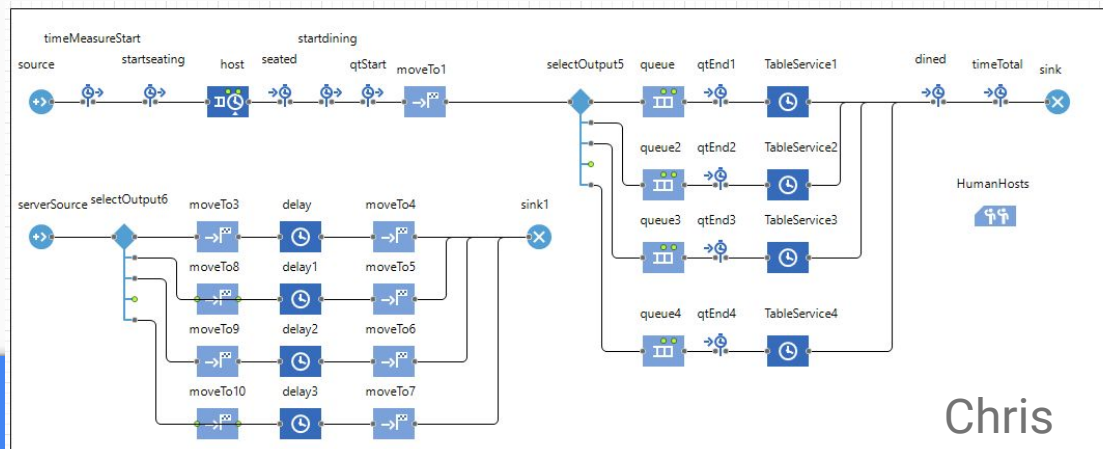 timeMeasureStart
startdining
source
startseating
host
seated
qtStart
moveTo1
selectOutput5
queue
qtEnd1
TableService1
dined
timeTotal
sink
queue2
qtEnd2
TableService2
HumanHosts
serverSource
selectOutput6
moveTo3
delay
moveTo4
sink1
queue3
qtEnd3
TableService3
moveTo8
delay1
moveTo5
queue4
qtEnd4
TableService4
moveTo9
delay2
moveTo6
moveTo10
delay3
moveTo7
Chris